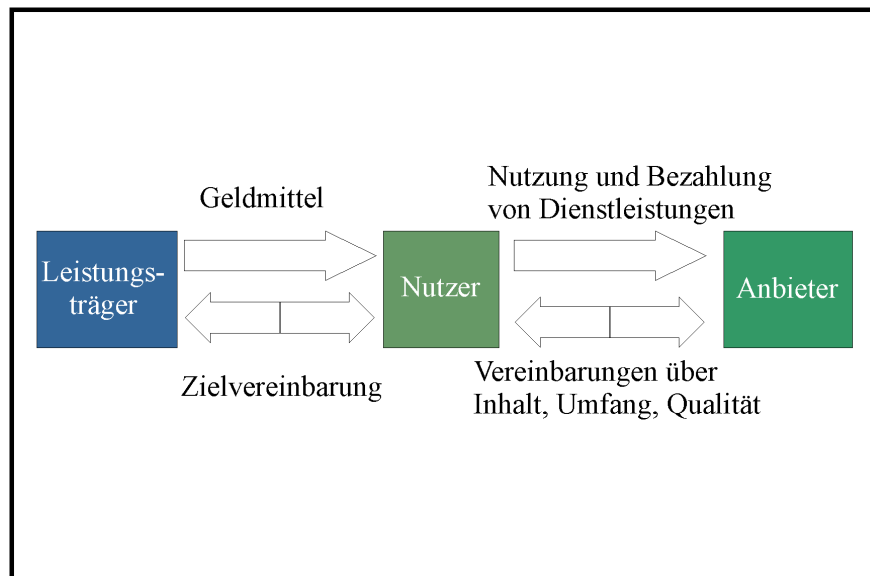 Geldmittel
Nutzung und Bezahlung
von Dienstleistungen
Leistungs-
träger
Nutzer
Anbieter
Zielvereinbarung
Vereinbarungen über
Inhalt, Umfang, Qualität